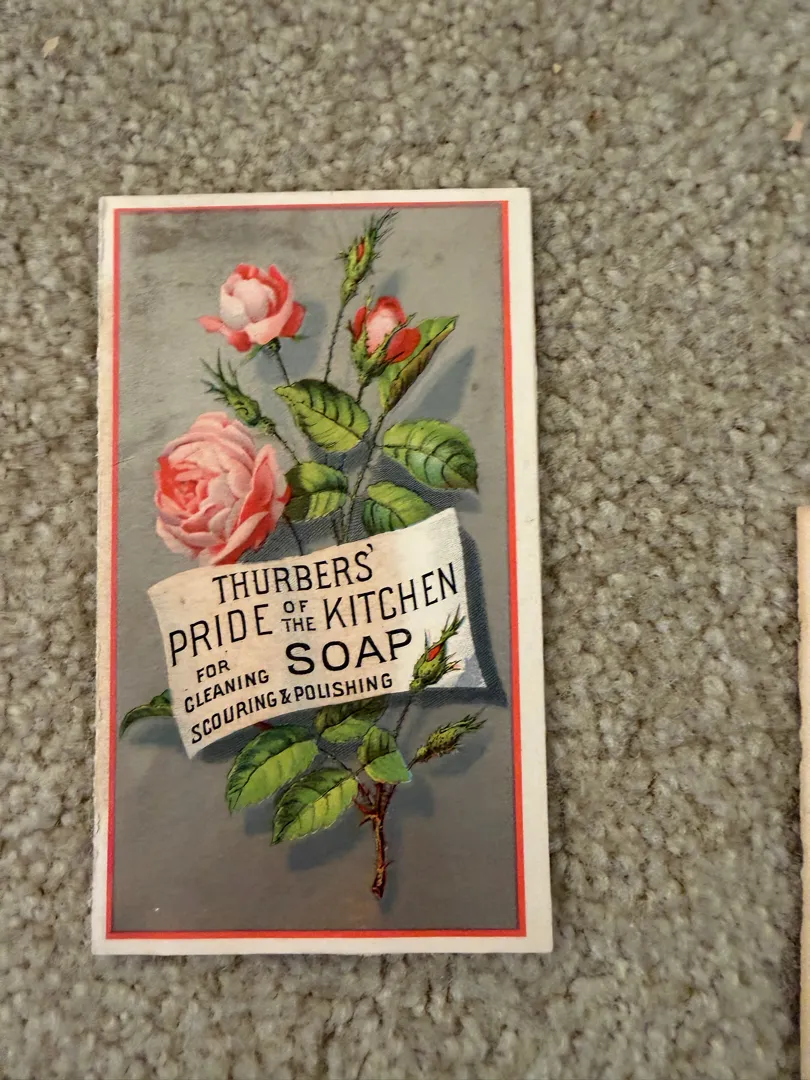 THURBERS'
PRIDE OF THE KITCHEN
SOAP
FOR
CLEANING
SCOURING & POLISHING